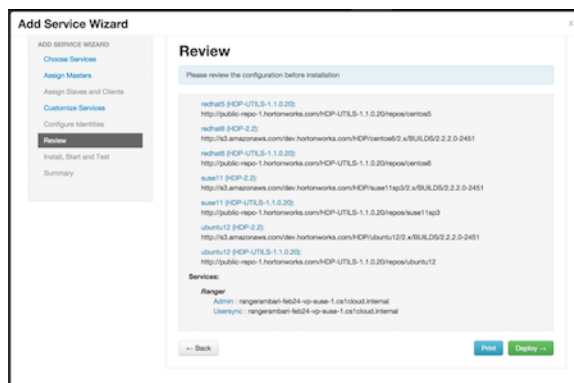 Add Service Wizard
x
ADD SERVICE WIZARD
Choose Services
Assign Masters
Assign Slaves and Clients
Customize Services
Configure Identities
Review
Install, Start and Test
Summary
Review
Please review the configuration before installation
redhat5 (HDP-UTILS-1.1.0.20):
http://public-repo-1.hortonworks.com/HDP-UTILS-1.1.0.20/repos/centos5
redhat6 (HDP-2.2):
http://s3.amazonaws.com/dev.hortonworks.com/HDP/centos6/2.x/BUILDS/2.2.2.0-2451
redhat6 (HDP-UTILS-1.1.0.20):
http://public-repo-1.hortonworks.com/HDP-UTILS-1.1.0.20/repos/centos6
suse11 (HDP-2.2):
http://s3.amazonaws.com/dev.hortonworks.com/HDP/suse11sp3/2.x/BUILDS/2.2.2.0-2451
suse11 (HDP-UTILS-1.1.0.20):
http://public-repo-1.hortonworks.com/HDP-UTILS-1.1.0.20/repos/suse11sp3
ubuntu12 (HDP-2.2):
http://s3.amazonaws.com/dev.hortonworks.com/HDP/ubuntu12/2.x/BUILDS/2.2.2.0-2451
ubuntu12 (HDP-UTILS-1.1.0.20):
http://public-repo-1.hortonworks.com/HDP-UTILS-1.1.0.20/repos/ubuntu12
Services:
Ranger
Admin : rangerambari-feb24-vp-suse-1.cs1cloud.internal
Usersync : rangerambari-feb24-vp-suse-1.cs1cloud.internal
← Back
Print
Deploy →